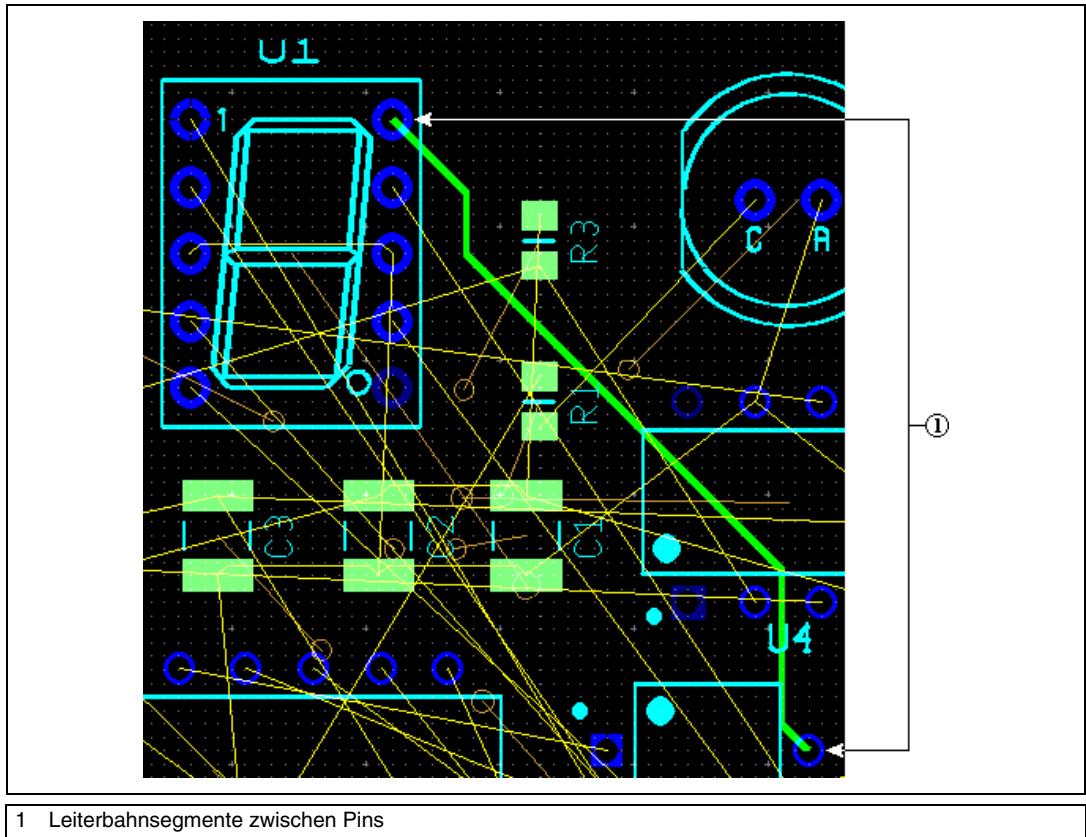 U1
1
R3
C A
R1
①
C3 C2 C1
U4
1 Leiterbahnsegmente zwischen Pins